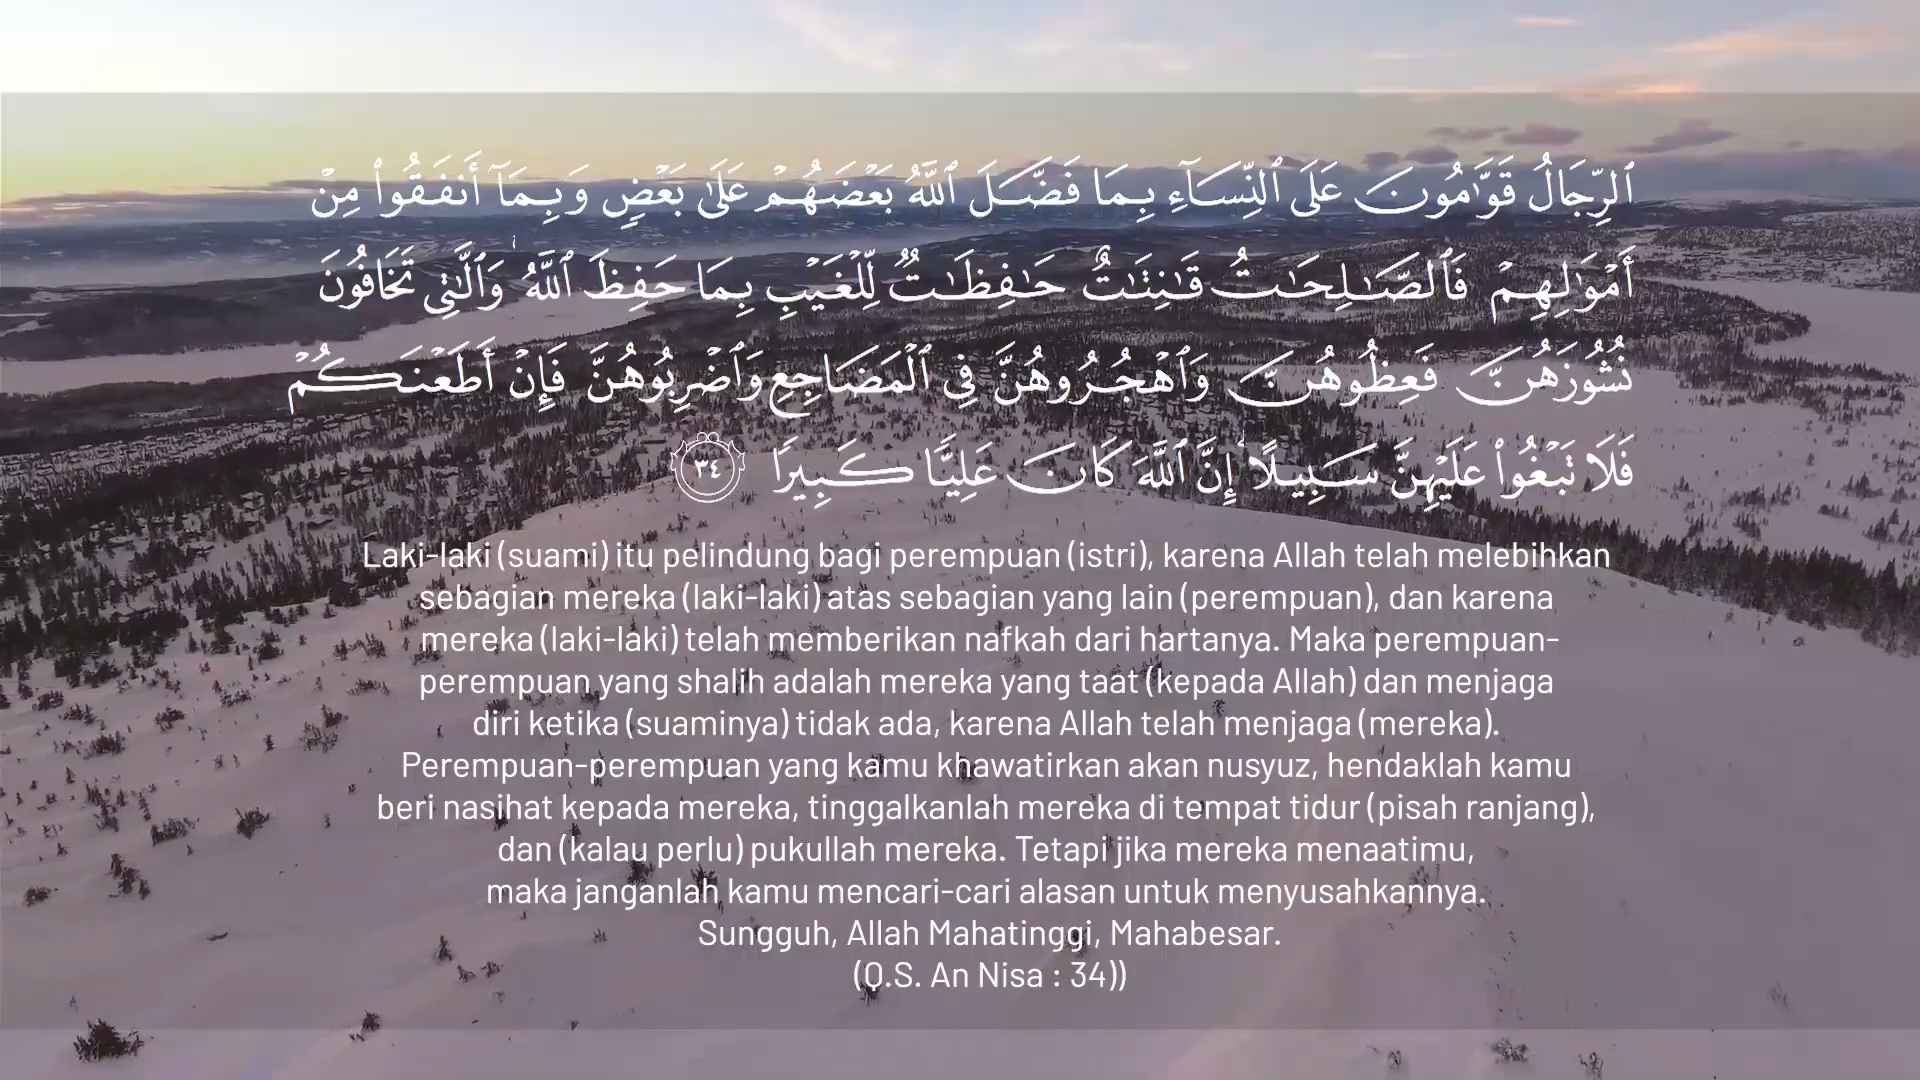 ٱلرِّجَالُ قَوَّٰمُونَ عَلَى ٱلنِّسَآءِ بِمَا فَضَّلَ ٱللَّهُ بَعْضَهُمْ عَلَىٰ بَعْضٍ وَبِمَآ أَنفَقُوا۟ مِنْ
أَمْوَٰلِهِمْ ۚ فَٱلصَّـٰلِحَـٰتُ قَـٰنِتَـٰتٌ حَـٰفِظَـٰتٌ لِّلْغَيْبِ بِمَا حَفِظَ ٱللَّهُ ۚ وَٱلَّـٰتِى تَخَافُونَ
نُشُوزَهُنَّ فَعِظُوهُنَّ وَٱهْجُرُوهُنَّ فِى ٱلْمَضَاجِعِ وَٱضْرِبُوهُنَّ ۖ فَإِنْ أَطَعْنَكُمْ
فَلَا تَبْغُوا۟ عَلَيْهِنَّ سَبِيلًا ۗ إِنَّ ٱللَّهَ كَانَ عَلِيًّا كَبِيرًا ٣٤
Laki-laki (suami) itu pelindung bagi perempuan (istri), karena Allah telah melebihkan
sebagian mereka (laki-laki) atas sebagian yang lain (perempuan), dan karena
mereka (laki-laki) telah memberikan nafkah dari hartanya. Maka perempuan-
perempuan yang shalih adalah mereka yang taat (kepada Allah) dan menjaga
diri ketika (suaminya) tidak ada, karena Allah telah menjaga (mereka).
Perempuan-perempuan yang kamu khawatirkan akan nusyuz, hendaklah kamu
beri nasihat kepada mereka, tinggalkanlah mereka di tempat tidur (pisah ranjang),
dan (kalau perlu) pukullah mereka. Tetapi jika mereka menaatimu,
maka janganlah kamu mencari-cari alasan untuk menyusahkannya.
Sungguh, Allah Mahatinggi, Mahabesar.
(Q.S. An Nisa : 34))